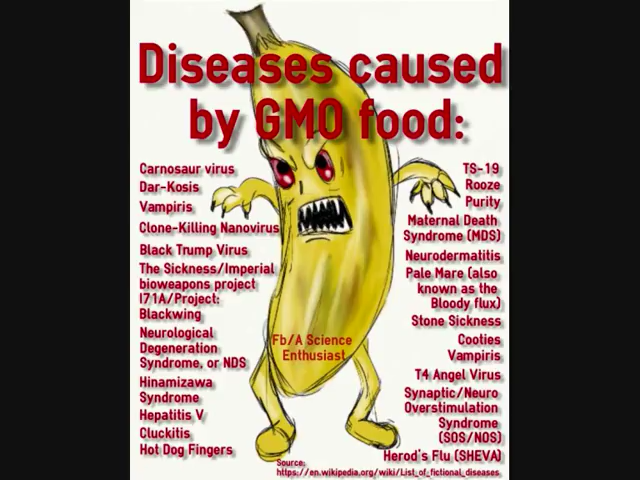 Diseases caused
by GMO food:
Carnosaur virus
Dar-Kosis
Vampiris
Clone-Killing Nanovirus
Black Trump Virus
The Sickness/Imperial
bioweapons project
I71A/Project:
Blackwing
Neurological
Degeneration
Syndrome, or NDS
Hinamizawa
Syndrome
Hepatitis V
Cluckitis
Hot Dog Fingers
TS-19
Rooze
Purity
Maternal Death
Syndrome (MDS)
Neurodermatitis
Pale Mare (also
known as the
Bloody flux)
Stone Sickness
Cooties
Vampiris
T4 Angel Virus
Synaptic/Neuro
Overstimulation
Syndrome
(SOS/NOS)
Herod's Flu (SHEVA)
Fb/A Science
Enthusiast
Source:
https://en.wikipedia.org/wiki/List_of_fictional_diseases